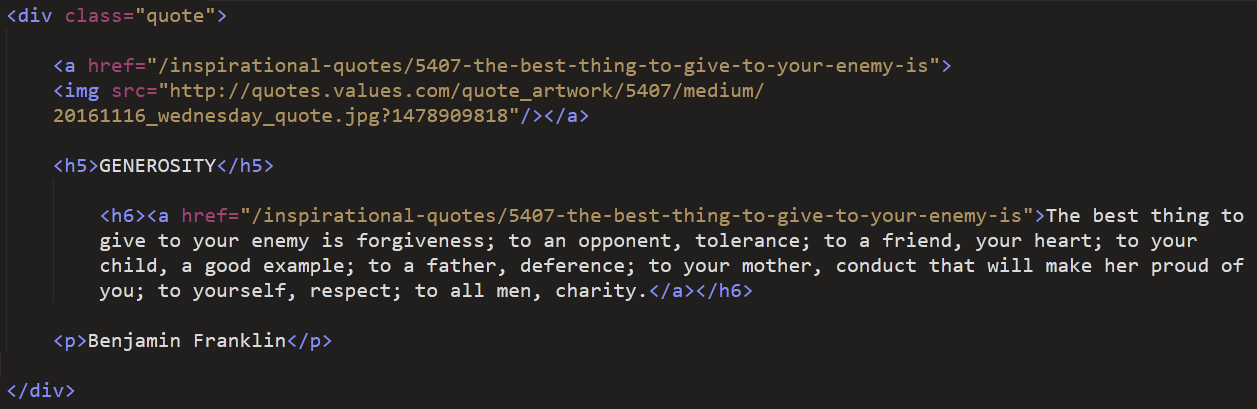 <div class="quote">
<a href="/inspirational-quotes/5407-the-best-thing-to-give-to-your-enemy-is">
<img src="http://quotes.values.com/quote_artwork/5407/medium/
20161116_wednesday_quote.jpg?1478909818"/></a>
<h5>GENEROSITY</h5>
<h6><a href="/inspirational-quotes/5407-the-best-thing-to-give-to-your-enemy-is">The best thing to
give to your enemy is forgiveness; to an opponent, tolerance; to a friend, your heart; to your
child, a good example; to a father, deference; to your mother, conduct that will make her proud of
you; to yourself, respect; to all men, charity.</a></h6>
<p>Benjamin Franklin</p>
</div>